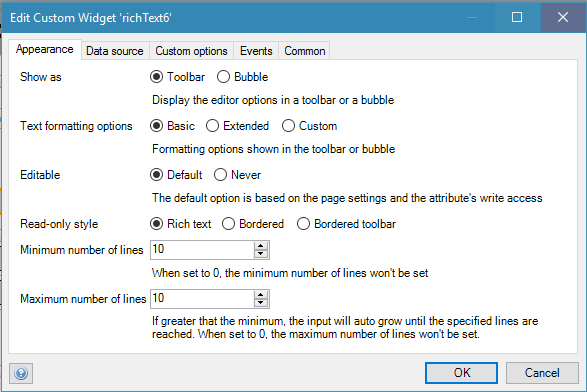 Edit Custom Widget 'richText6'
Appearance Data source Custom options Events Common
Show as Toolbar Bubble
Display the editor options in a toolbar or a bubble
Text formatting options Basic Extended Custom
Formatting options shown in the toolbar or bubble
Editable Default Never
The default option is based on the page settings and the attribute's write access
Read-only style Rich text Bordered Bordered toolbar
Minimum number of lines 10
When set to 0, the minimum number of lines won't be set
Maximum number of lines 10
If greater that the minimum, the input will auto grow until the specified lines are
reached. When set to 0, the maximum number of lines won't be set.
OK Cancel